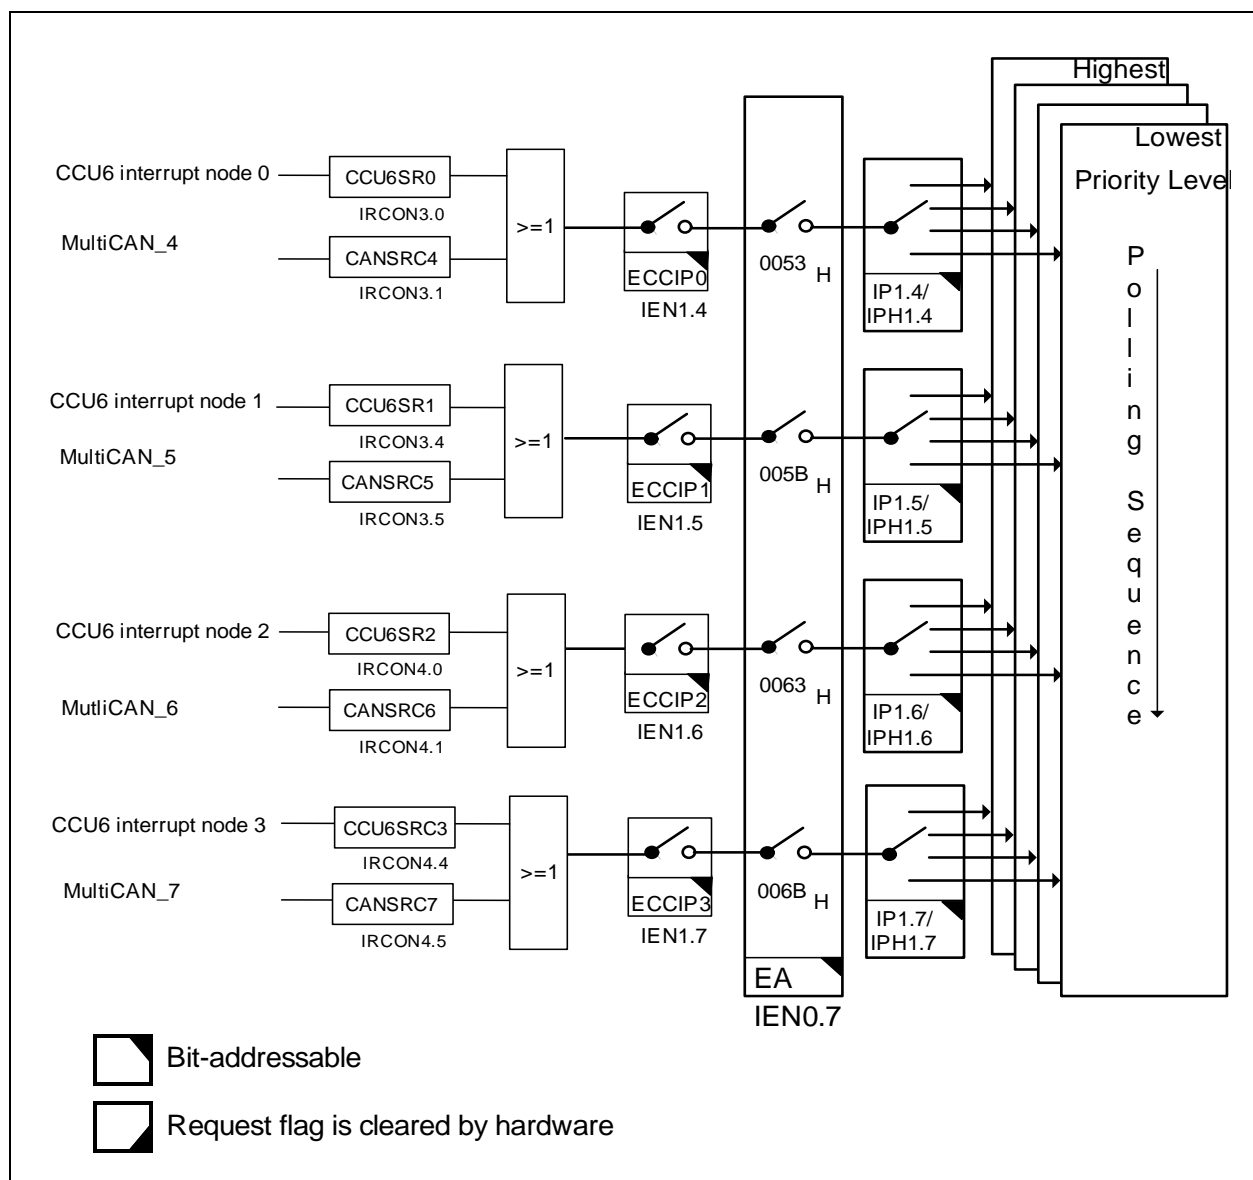 Highest
Lowest
Priority Level
CCU6 interrupt node 0
CCU6SR0
IRCON3.0
MultiCAN_4
CANSRC4
IRCON3.1
>=1
ECCIP0
IEN1.4
0053 H
IP1.4/
IPH1.4
CCU6 interrupt node 1
CCU6SR1
IRCON3.4
MultiCAN_5
CANSRC5
IRCON3.5
>=1
ECCIP1
IEN1.5
005B H
IP1.5/
IPH1.5
CCU6 interrupt node 2
CCU6SR2
IRCON4.0
MutliCAN_6
CANSRC6
IRCON4.1
>=1
ECCIP2
IEN1.6
0063 H
IP1.6/
IPH1.6
CCU6 interrupt node 3
CCU6SRC3
IRCON4.4
MultiCAN_7
CANSRC7
IRCON4.5
>=1
ECCIP3
IEN1.7
006B H
IP1.7/
IPH1.7
EA
IEN0.7
Polling Sequence
Bit-addressable
Request flag is cleared by hardware